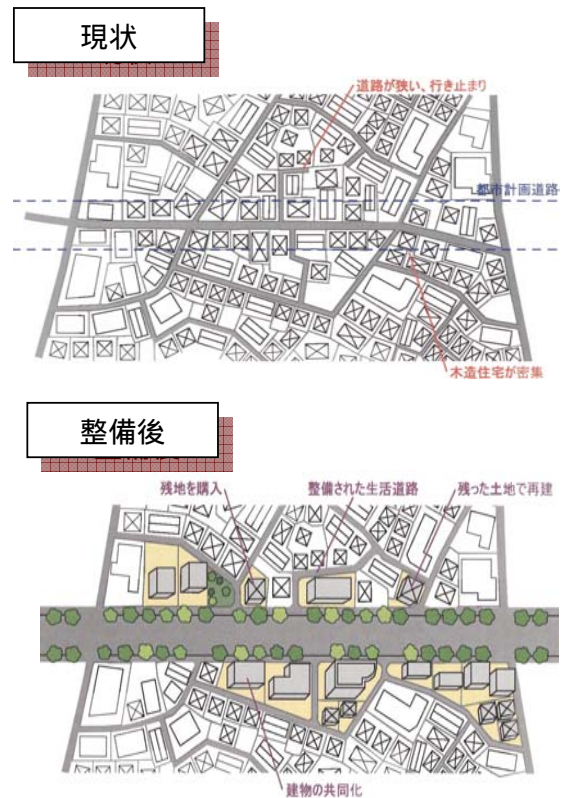 現状
道路が狭い、行き止まり
都市計画道路
木造住宅が密集
整備後
残地を購入
整備された生活道路
残った土地で再建
建物の共同化